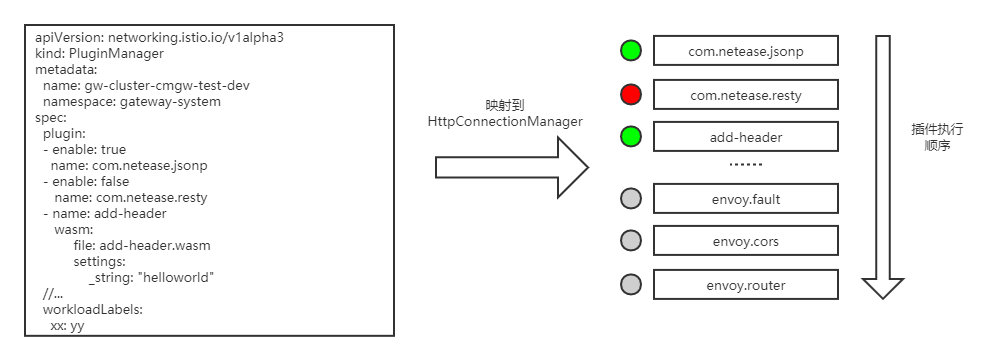 apiVersion: networking.istio.io/v1alpha3
kind: PluginManager
metadata:
  name: gw-cluster-cmgw-test-dev
  namespace: gateway-system
spec:
  plugin:
  - enable: true
    name: com.netease.jsonp
  - enable: false
     name: com.netease.resty
  - name: add-header
     wasm:
          file: add-header.wasm
          settings:
              _string: "helloworld"
  //...
  workloadLabels:
    xx: yy
映射到
HttpConnectionManager
com.netease.jsonp
com.netease.resty
add-header
......
envoy.fault
envoy.cors
envoy.router
插件执行
顺序